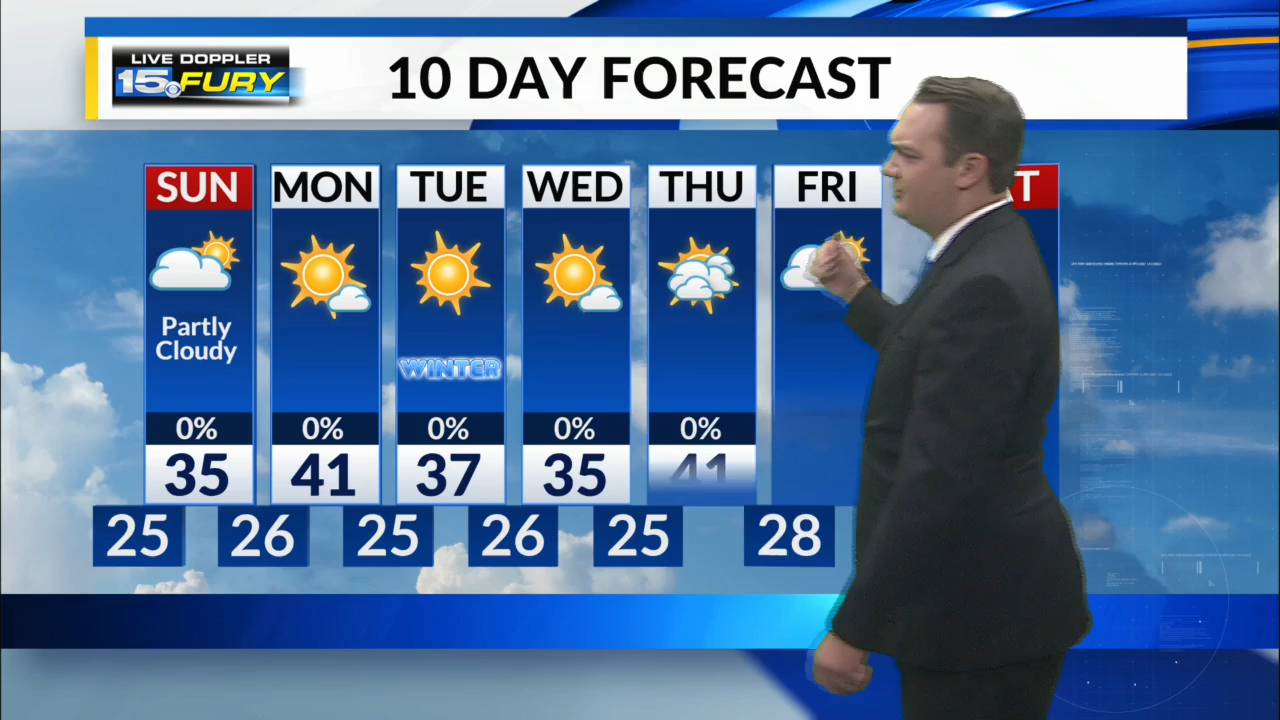 LIVE DOPPLER
15 FURY
10 DAY FORECAST
SUN MON TUE WED THU FRI
Partly
Cloudy
WINTER
0% 0% 0% 0% 0%
35 41 37 35 41
25 26 25 26 25 28